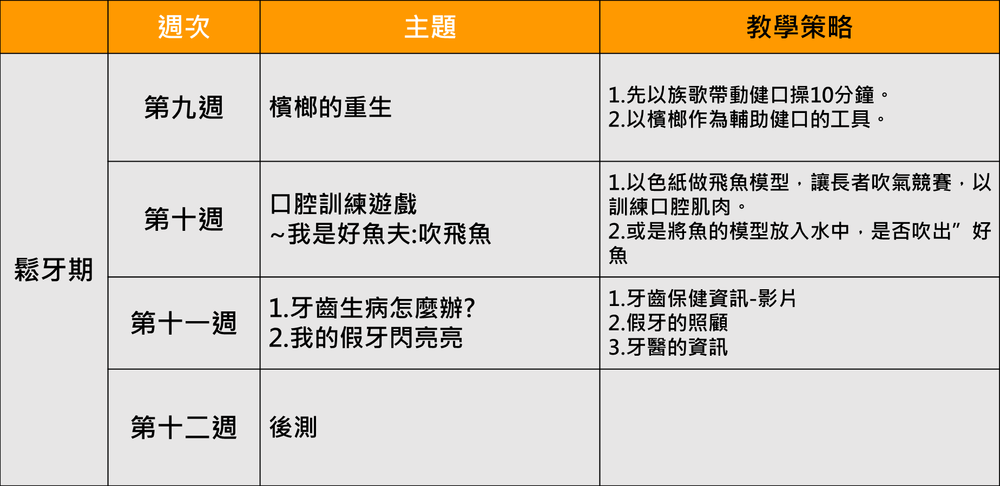 週次 主題 教學策略
鬆牙期
第九週
檳榔的重生
1.先以族歌帶動健口操10分鐘。
2.以檳榔作為輔助健口的工具。
第十週
口腔訓練遊戲
~我是好魚夫:吹飛魚
1.以色紙做飛魚模型，讓長者吹氣競賽，以
訓練口腔肌肉。
2.或是將魚的模型放入水中，是否吹出”好
魚
第十一週
1.牙齒生病怎麼辦?
2.我的假牙閃亮亮
1.牙齒保健資訊-影片
2.假牙的照顧
3.牙醫的資訊
第十二週
後測